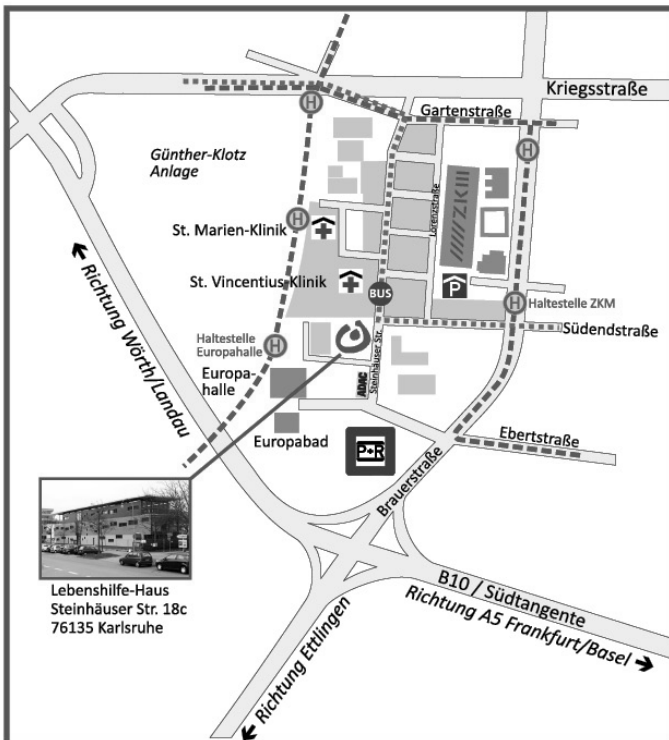 Kriegsstraße
Gartenstraße
H
H
Günther-Klotz
Anlage
Lorenzstraße
ZKM
H
St. Marien-Klinik
St. Vincentius-Klinik
P
BUS
H
Haltestelle ZKM
Südendstraße
Richtung Wörth/Landau
Haltestelle
Europahalle
H
Steinhäuser Str.
Europa-
halle
ADAC
Europabad
P+R
Ebertstraße
Brauerstraße
Lebenshilfe-Haus
Steinhäuser Str. 18c
76135 Karlsruhe
B10 / Südtangente
Richtung A5 Frankfurt/Basel
Richtung Ettlingen